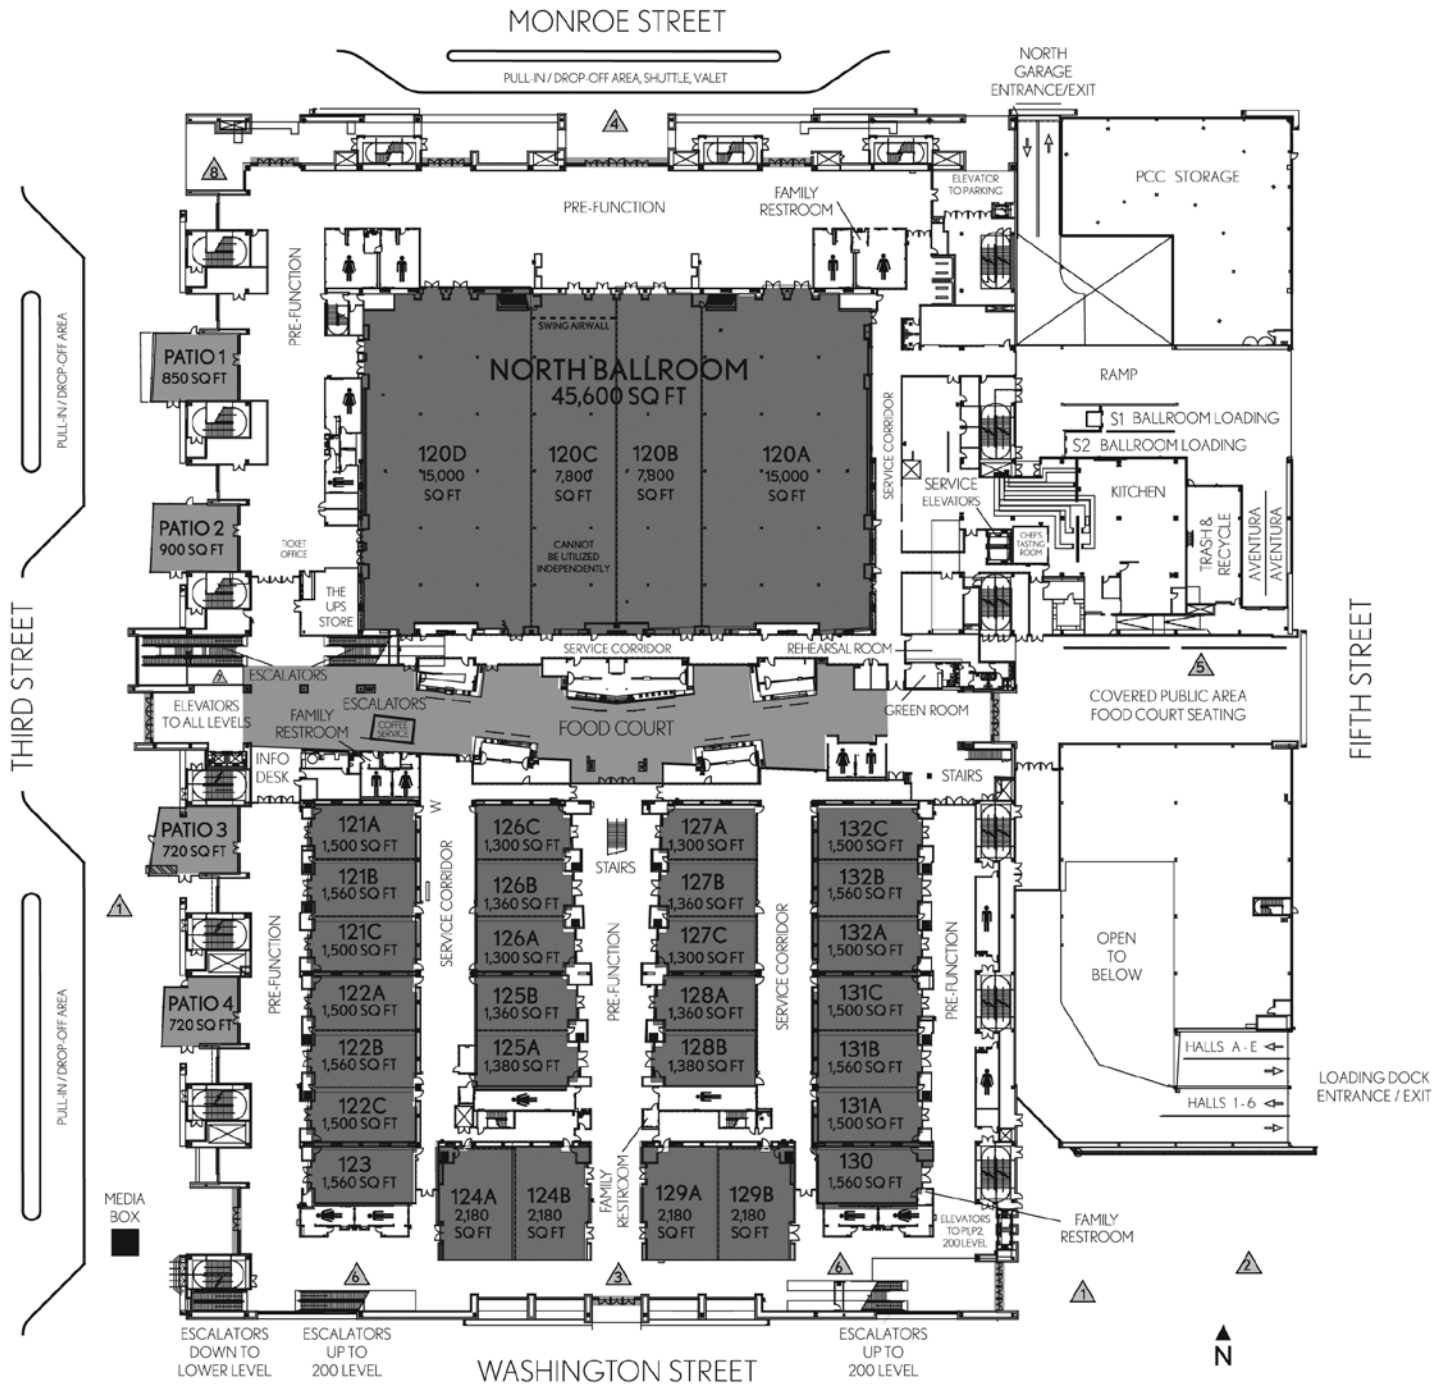 MONROE STREET
PULL-IN / DROP-OFF AREA, SHUTTLE, VALET
NORTH
GARAGE
ENTRANCE/EXIT
4
8
ELEVATOR
TO PARKING
PCC STORAGE
FAMILY
RESTROOM
PRE-FUNCTION
PRE-FUNCTION
PULL-IN / DROP-OFF AREA
PATIO 1
850 SQ FT
SWING AIRWALL
NORTH BALLROOM
45,600 SQ FT
RAMP
S1 BALLROOM LOADING
S2 BALLROOM LOADING
SERVICE CORRIDOR
120D
15,000
SQ FT
120C
7,800
SQ FT
120B
7,800
SQ FT
120A
15,000
SQ FT
SERVICE
ELEVATORS
KITCHEN
PATIO 2
900 SQ FT
TICKET
OFFICE
CANNOT
BE UTILIZED
INDEPENDENTLY
CHEF'S
TASTING
ROOM
TRASH &
RECYCLE
AVENTURA
AVENTURA
THE
UPS
STORE
THIRD STREET
FIFTH STREET
SERVICE CORRIDOR
REHEARSAL ROOM
7
ESCALATORS
5
ELEVATORS
TO ALL LEVELS
ESCALATORS
FAMILY
RESTROOM
COFFEE
SERVICE
FOOD COURT
GREEN ROOM
COVERED PUBLIC AREA
FOOD COURT SEATING
INFO
DESK
STAIRS
W
PATIO 3
720 SQ FT
121A
1,500 SQ FT
126C
1,300 SQ FT
127A
1,300 SQ FT
132C
1,500 SQ FT
STAIRS
121B
1,560 SQ FT
126B
1,360 SQ FT
127B
1,360 SQ FT
132B
1,560 SQ FT
1
SERVICE CORRIDOR
PRE-FUNCTION
PRE-FUNCTION
SERVICE CORRIDOR
PRE-FUNCTION
121C
1,500 SQ FT
126A
1,300 SQ FT
127C
1,300 SQ FT
132A
1,500 SQ FT
OPEN
TO
BELOW
PULL-IN / DROP-OFF AREA
PATIO 4
720 SQ FT
122A
1,500 SQ FT
125B
1,360 SQ FT
128A
1,360 SQ FT
131C
1,500 SQ FT
122B
1,560 SQ FT
125A
1,380 SQ FT
128B
1,380 SQ FT
131B
1,560 SQ FT
HALLS A - E
HALLS 1 - 6
LOADING DOCK
ENTRANCE / EXIT
122C
1,500 SQ FT
131A
1,500 SQ FT
123
1,560 SQ FT
124A
2,180
SQ FT
124B
2,180
SQ FT
FAMILY
RESTROOM
129A
2,180
SQ FT
129B
2,180
SQ FT
130
1,560 SQ FT
MEDIA
BOX
ELEVATORS
TO PLP2
200 LEVEL
FAMILY
RESTROOM
6
3
6
1
2
ESCALATORS
DOWN TO
LOWER LEVEL
ESCALATORS
UP TO
200 LEVEL
WASHINGTON STREET
ESCALATORS
UP TO
200 LEVEL
N